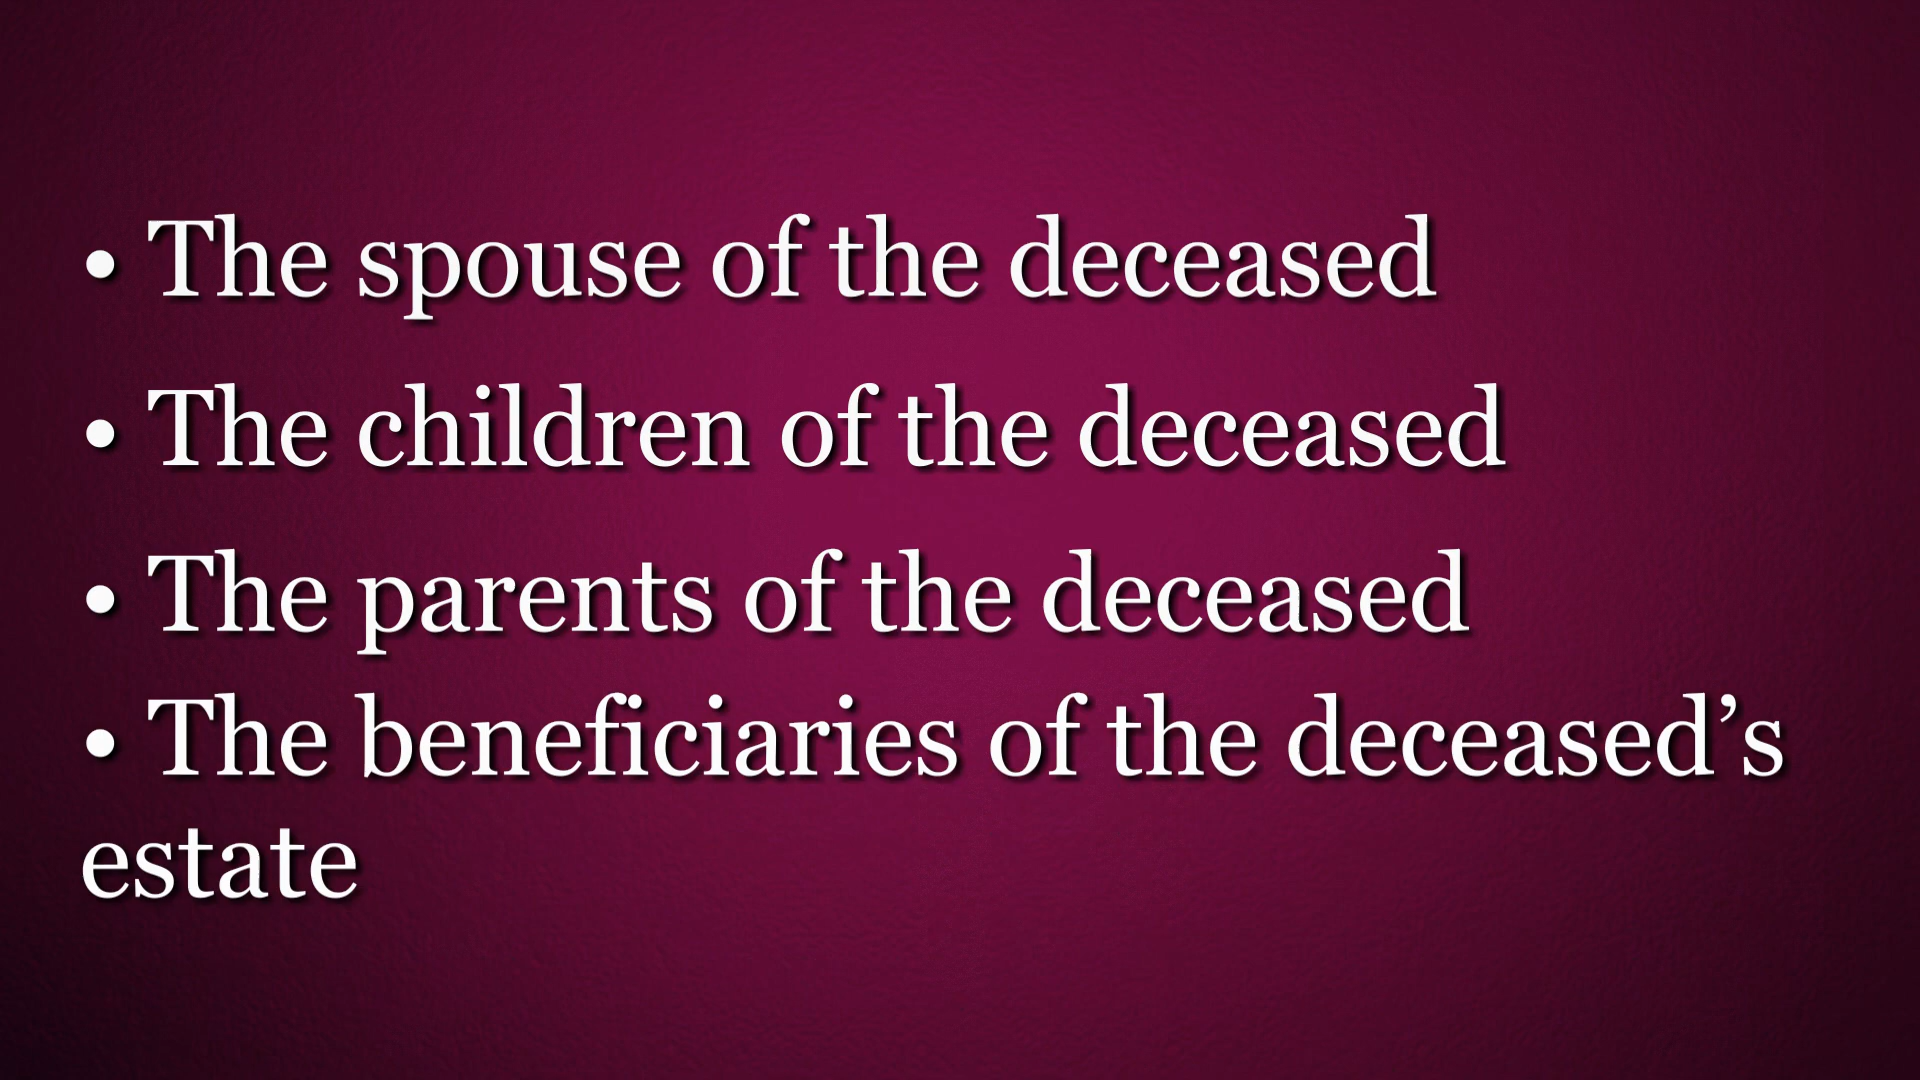 • The spouse of the deceased
• The children of the deceased
• The parents of the deceased
• The beneficiaries of the deceased’s
estate